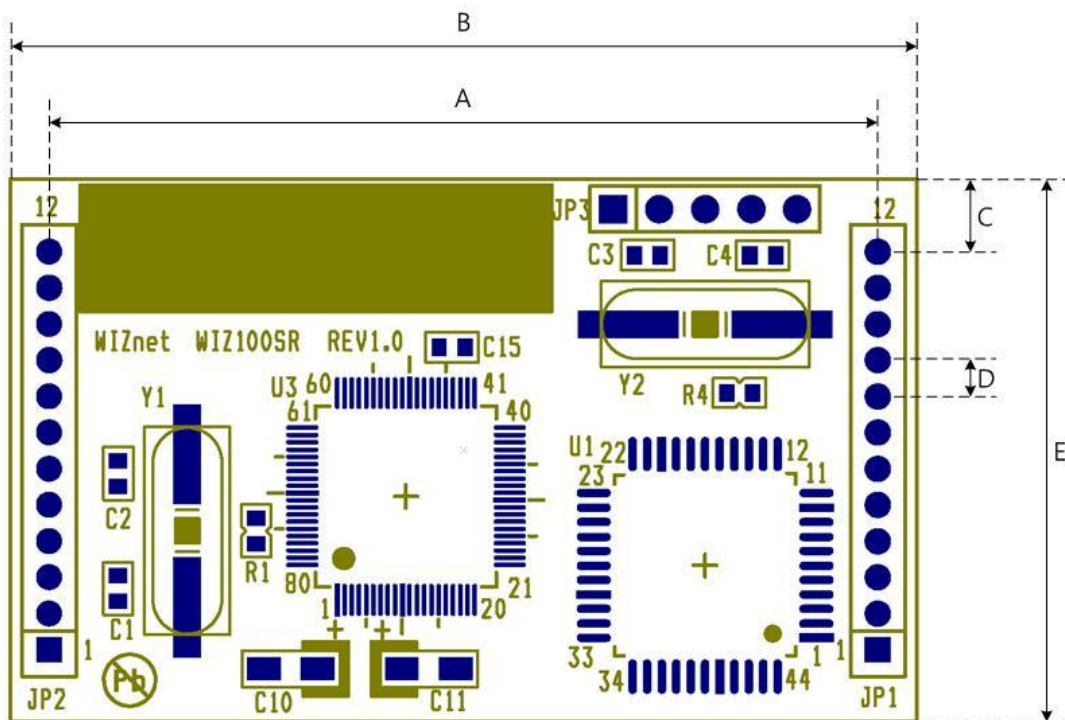 B
A
12
JP3
12
C
C3
C4
WIZnet WIZ100SR REV1.0
C15
D
Y2
U3
60
41
R4
Y1
61
40
E
U1
22
12
23
11
C2
R1
80
21
C1
1
20
1
33
1
1
Pb
34
44
JP2
C10
C11
JP1